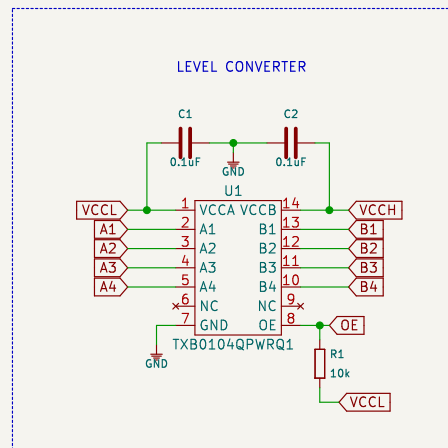 LEVEL CONVERTER
C1 C2
0.1uF 0.1uF
GND
U1
VCCL 1 VCCA VCCB 14 VCCH
A1 2 A1 B1 13 B1
A2 3 A2 B2 12 B2
A3 4 A3 B3 11 B3
A4 5 A4 B4 10 B4
6 NC NC 9
7 GND OE 8 OE
TXB0104QPWRQ1
GND
R1
10k
VCCL